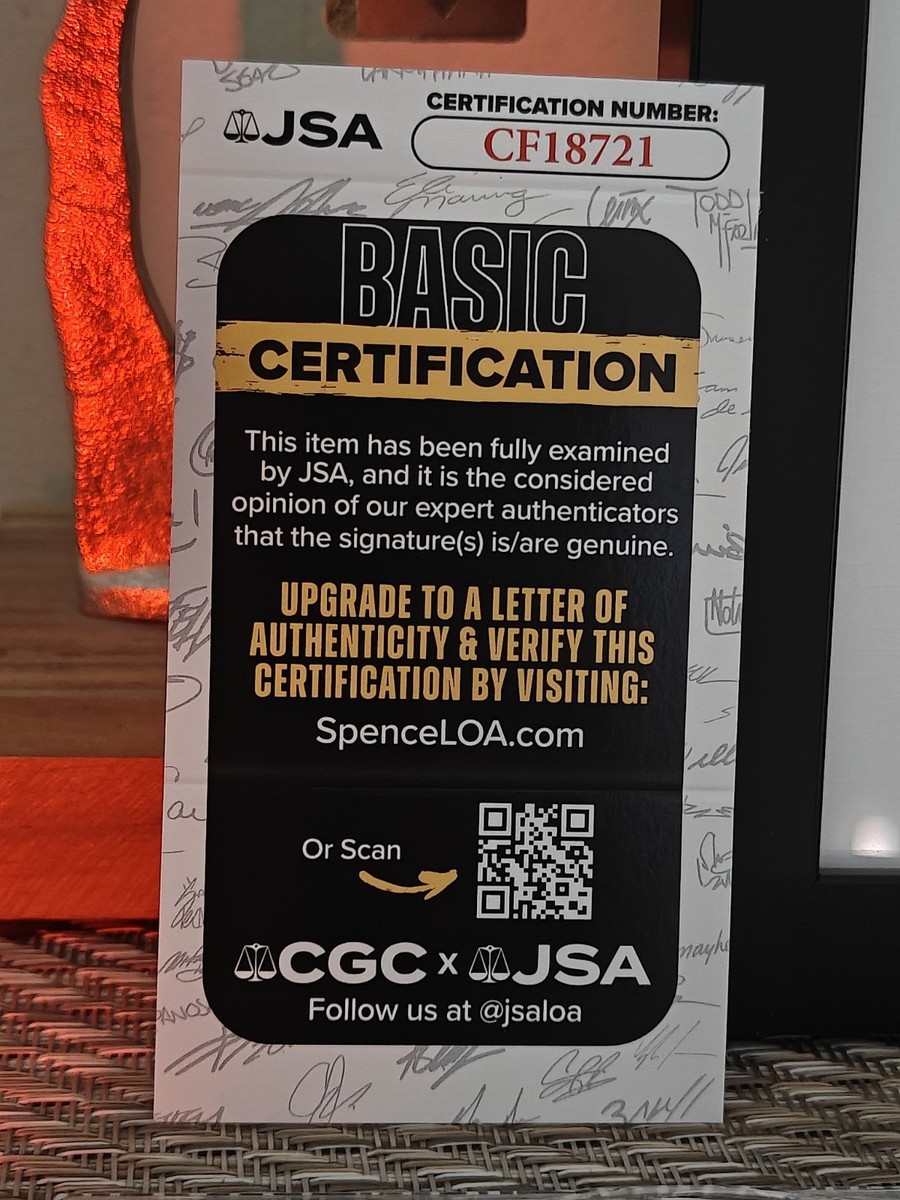 JSA
CERTIFICATION NUMBER:
CF18721
BASIC
CERTIFICATION
This item has been fully examined
by JSA, and it is the considered
opinion of our expert authenticators
that the signature(s) is/are genuine.
UPGRADE TO A LETTER OF
AUTHENTICITY & VERIFY THIS
CERTIFICATION BY VISITING:
SpenceLOA.com
Or Scan
CGC x JSA
Follow us at @jsaloa